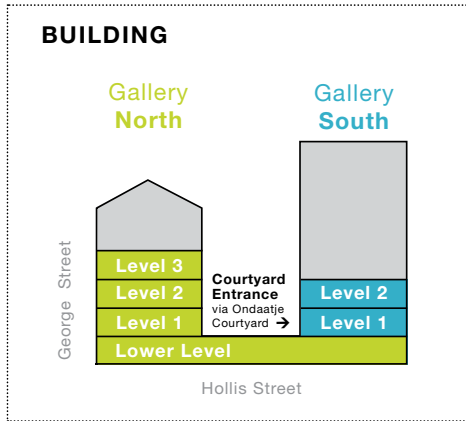 BUILDING
Gallery
North
Gallery
South
Level 3
Level 2
Level 1
Lower Level
Courtyard
Entrance
via Ondaatje
Courtyard →
Level 2
Level 1
George Street
Hollis Street